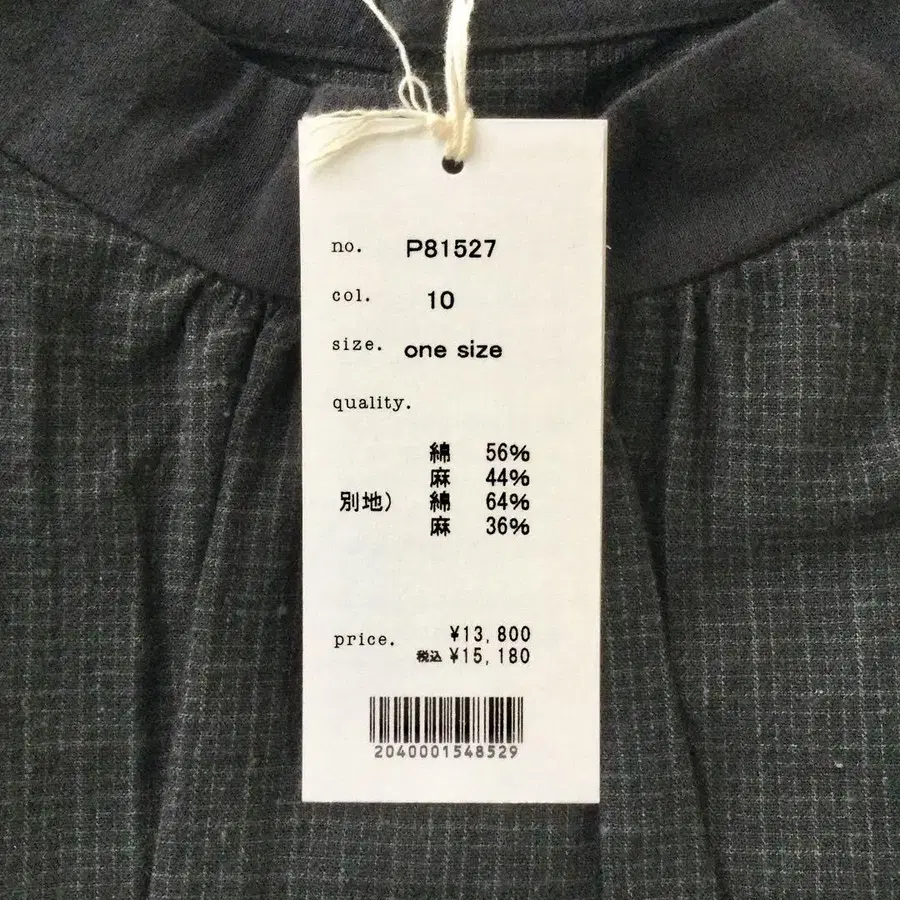 no. P81527
col. 10
size. one size
quality.
綿 56%
麻 44%
別地) 綿 64%
麻 36%
price. ¥13,800
税込 ¥15,180
2040001548529